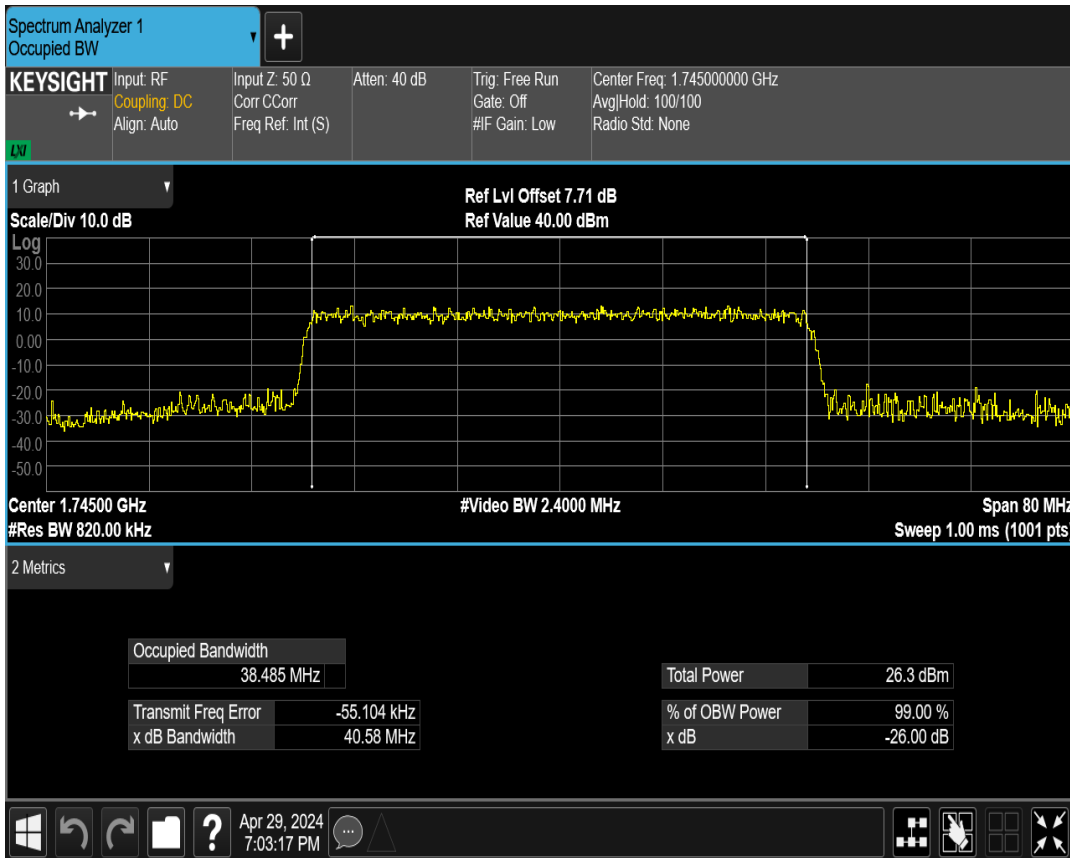 Spectrum Analyzer 1
Occupied BW
KEYSIGHT
LXI
Input: RF
Coupling: DC
Align: Auto
Input Z: 50 Ω
Corr CCorr
Freq Ref: Int (S)
Atten: 40 dB
Trig: Free Run
Gate: Off
#IF Gain: Low
Center Freq: 1.745000000 GHz
Avg|Hold: 100/100
Radio Std: None
1 Graph
Scale/Div 10.0 dB
Ref Lvl Offset 7.71 dB
Ref Value 40.00 dBm
Log
30.0
20.0
10.0
0.00
-10.0
-20.0
-30.0
-40.0
-50.0
Center 1.74500 GHz
#Res BW 820.00 kHz
#Video BW 2.4000 MHz
Span 80 MHz
Sweep 1.00 ms (1001 pts)
2 Metrics
Occupied Bandwidth
38.485 MHz
Transmit Freq Error -55.104 kHz
x dB Bandwidth 40.58 MHz
Total Power 26.3 dBm
% of OBW Power 99.00 %
x dB -26.00 dB
Apr 29, 2024
7:03:17 PM